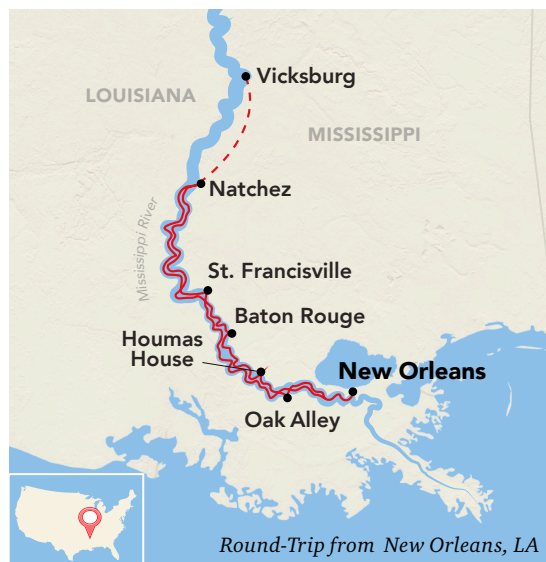 Vicksburg
LOUISIANA
MISSISSIPPI
Natchez
Mississippi River
St. Francisville
Baton Rouge
Houmas
House
New Orleans
Oak Alley
Round-Trip from New Orleans, LA